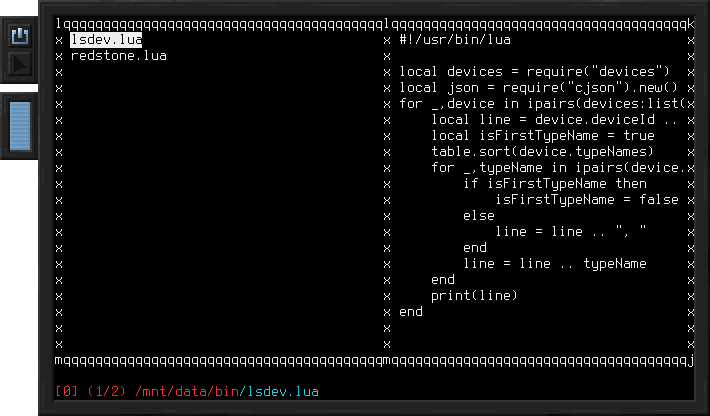 lqqqqqqqqqqqqqqqqqqqqqqqqqqqqqqqqqqqqqqqqlqqqqqqqqqqqqqqqqqqqqqqqqqqqqqqqqqqqqqk
x lsdev.lua x #!/usr/bin/lua x
x redstone.lua x x
x x local devices = require("devices") x
x x local json = require("cjson").new() x
x x for _,device in ipairs(devices:list(x
x x     local line = device.deviceId .. x
x x     local isFirstTypeName = true x
x x     table.sort(device.typeNames) x
x x     for _,typeName in ipairs(device.x
x x         if isFirstTypeName then x
x x             isFirstTypeName = false x
x x         else x
x x             line = line .. ", " x
x x         end x
x x         line = line .. typeName x
x x     end x
x x     print(line) x
x x end x
x x x
x x x
mqqqqqqqqqqqqqqqqqqqqqqqqqqqqqqqqqqqqqqqqmqqqqqqqqqqqqqqqqqqqqqqqqqqqqqqqqqqqqqj
[0] (1/2) /mnt/data/bin/lsdev.lua